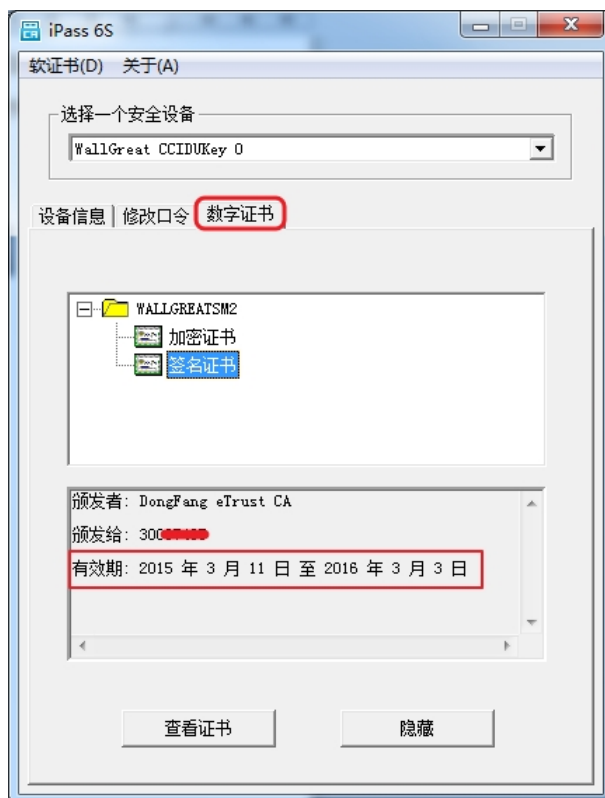 iPass 6S
软证书(D) 关于(A)
选择一个安全设备
WallGreat CCIDUKey 0
设备信息 修改口令 数字证书
WALLGREATSM2
加密证书
签名证书
颁发者: DongFang eTrust CA
颁发给: 300
有效期: 2015 年 3 月 11 日 至 2016 年 3 月 3 日
查看证书 隐藏